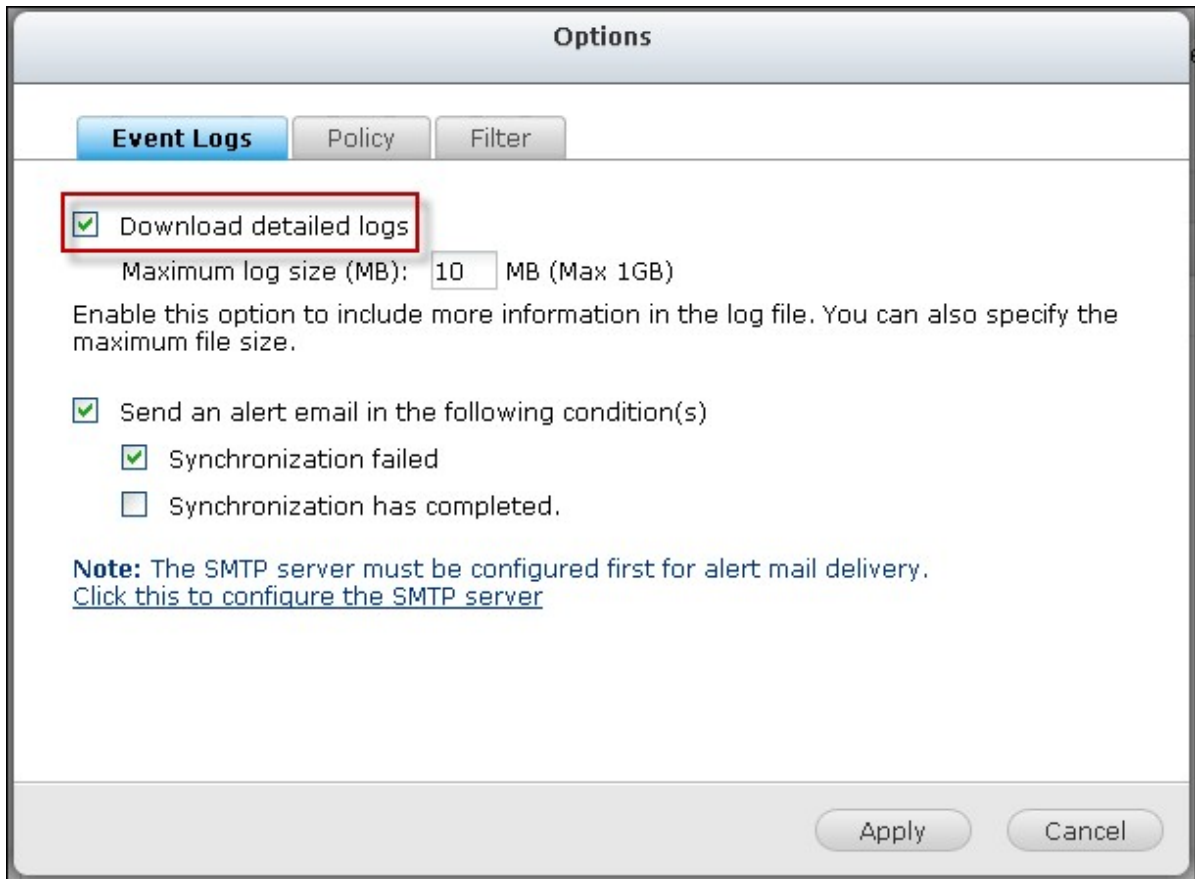 Options
Event Logs
Policy
Filter
Download detailed logs
Maximum log size (MB): 10 MB (Max 1GB)
Enable this option to include more information in the log file. You can also specify the
maximum file size.
Send an alert email in the following condition(s)
Synchronization failed
Synchronization has completed.
Note: The SMTP server must be configured first for alert mail delivery.
Click this to configure the SMTP server
Apply
Cancel